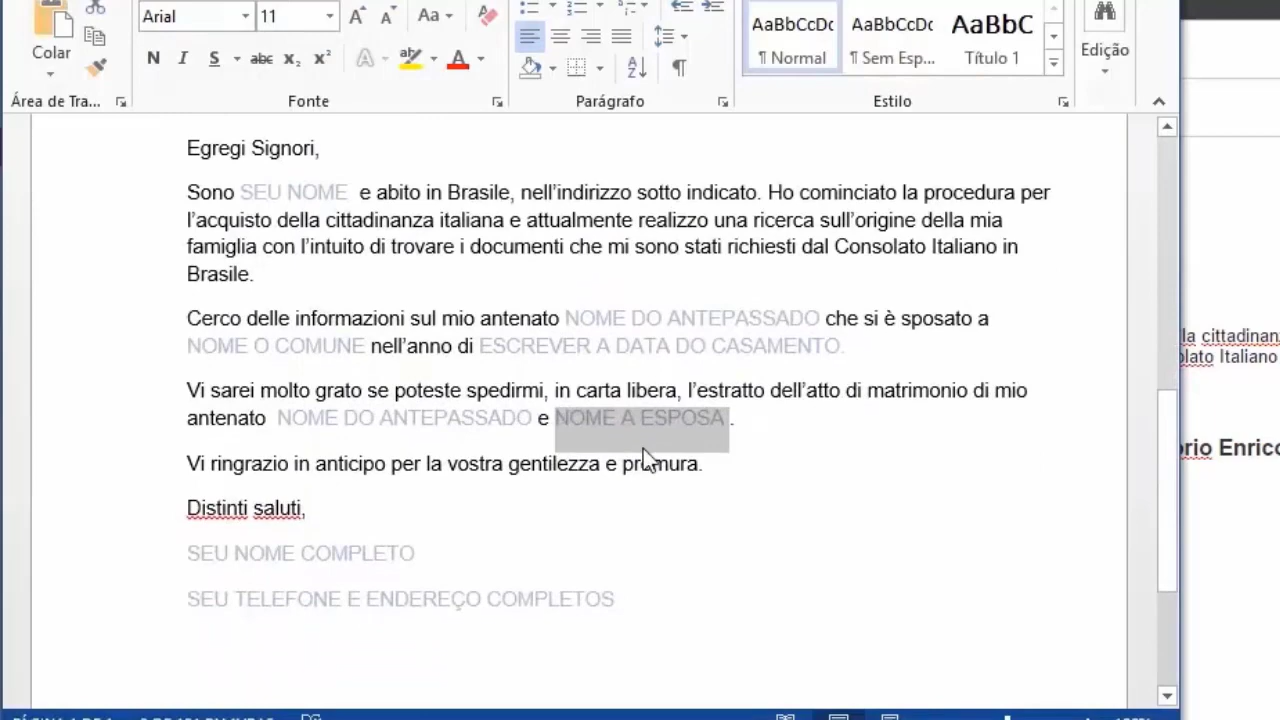 Colar
Arial 11
Aa
N I S abc x₂ x² A aby A
A Z ¶
AaBbCcDc AaBbCcDc AaBbC
¶ Normal ¶ Sem Esp... Título 1
Edição
Área de Tra... Fonte Parágrafo Estilo
Egregi Signori,
Sono SEU NOME e abito in Brasile, nell’indirizzo sotto indicato. Ho cominciato la procedura per
l’acquisto della cittadinanza italiana e attualmente realizzo una ricerca sull’origine della mia
famiglia con l’intuito di trovare i documenti che mi sono stati richiesti dal Consolato Italiano in
Brasile.
Cerco delle informazioni sul mio antenato NOME DO ANTEPASSADO che si è sposato a
NOME O COMUNE nell’anno di ESCREVER A DATA DO CASAMENTO.
Vi sarei molto grato se poteste spedirmi, in carta libera, l’estratto dell’atto di matrimonio di mio
antenato NOME DO ANTEPASSADO e NOME A ESPOSA .
Vi ringrazio in anticipo per la vostra gentilezza e premura.
Distinti saluti,
SEU NOME COMPLETO
SEU TELEFONE E ENDEREÇO COMPLETOS
lla cittadinanz
olato Italiano
orio Enrico